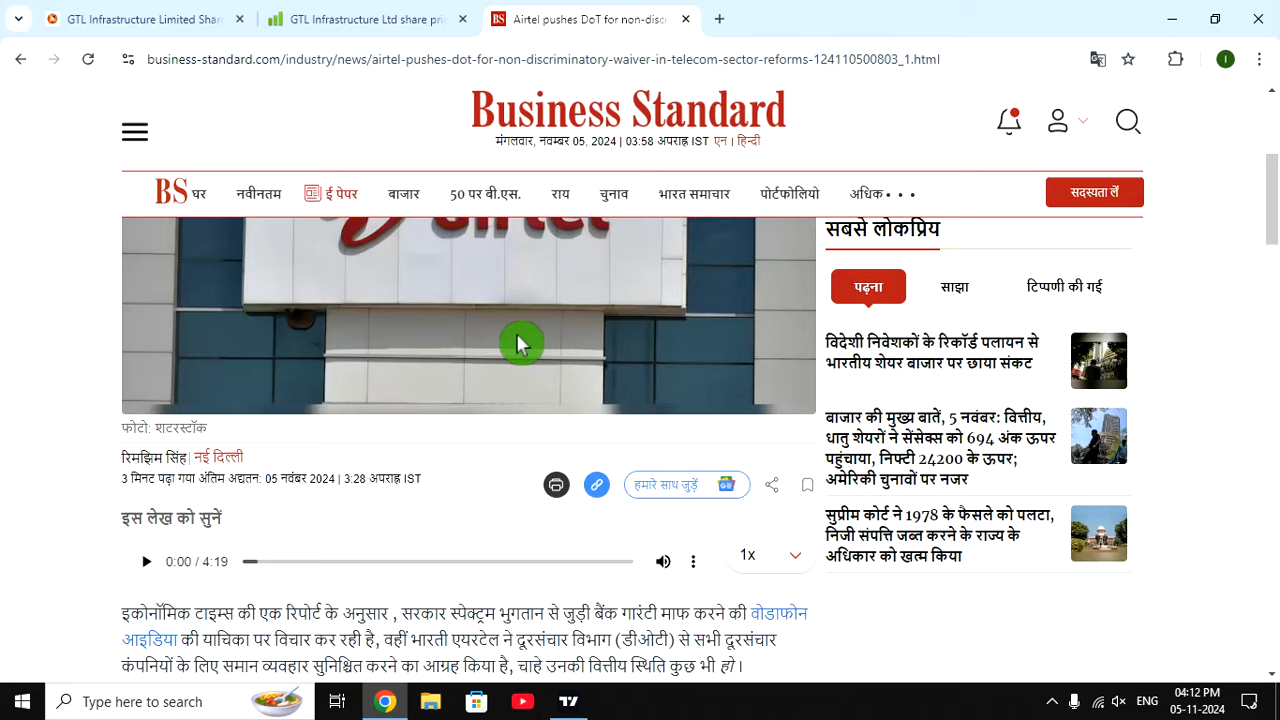 GTL Infrastructure Limited Shar
GTL Infrastructure Ltd share pri
BS Airtel pushes DoT for non-disc
business-standard.com/industry/news/airtel-pushes-dot-for-non-discriminatory-waiver-in-telecom-sector-reforms-124110500803_1.html
I
Business Standard
मंगलवार, नवम्बर 05, 2024 | 03:58 अपराह्न IST एन । हिन्दी
BS घर नवीनतम ई पेपर बाजार 50 पर बी.एस. राय चुनाव भारत समाचार पोर्टफोलियो अधिक
सदस्यता लें
airtel
फोटो: शटरस्टॉक
रिमझिम सिंह| नई दिल्ली
3 मिनट पढ़ा गया अंतिम अद्यतन: 05 नवंबर 2024 | 3:28 अपराह्न IST
हमारे साथ जुड़ें
इस लेख को सुनें
0:00 / 4:19
1x
इकोनॉमिक टाइम्स की एक रिपोर्ट के अनुसार , सरकार स्पेक्ट्रम भुगतान से जुड़ी बैंक गारंटी माफ करने की वोडाफोन
आइडिया की याचिका पर विचार कर रही है, वहीं भारती एयरटेल ने दूरसंचार विभाग (डीओटी) से सभी दूरसंचार
कंपनियों के लिए समान व्यवहार सुनिश्चित करने का आग्रह किया है, चाहे उनकी वित्तीय स्थिति कुछ भी हो ।
सबसे लोकप्रिय
पढ़ना साझा टिप्पणी की गई
विदेशी निवेशकों के रिकॉर्ड पलायन से
भारतीय शेयर बाजार पर छाया संकट
बाजार की मुख्य बातें, 5 नवंबर: वित्तीय,
धातु शेयरों ने सेंसेक्स को 694 अंक ऊपर
पहुंचाया, निफ्टी 24200 के ऊपर;
अमेरिकी चुनावों पर नजर
सुप्रीम कोर्ट ने 1978 के फैसले को पलटा,
निजी संपत्ति जब्त करने के राज्य के
अधिकार को खत्म किया
Type here to search
ENG
04:12 PM
05-11-2024